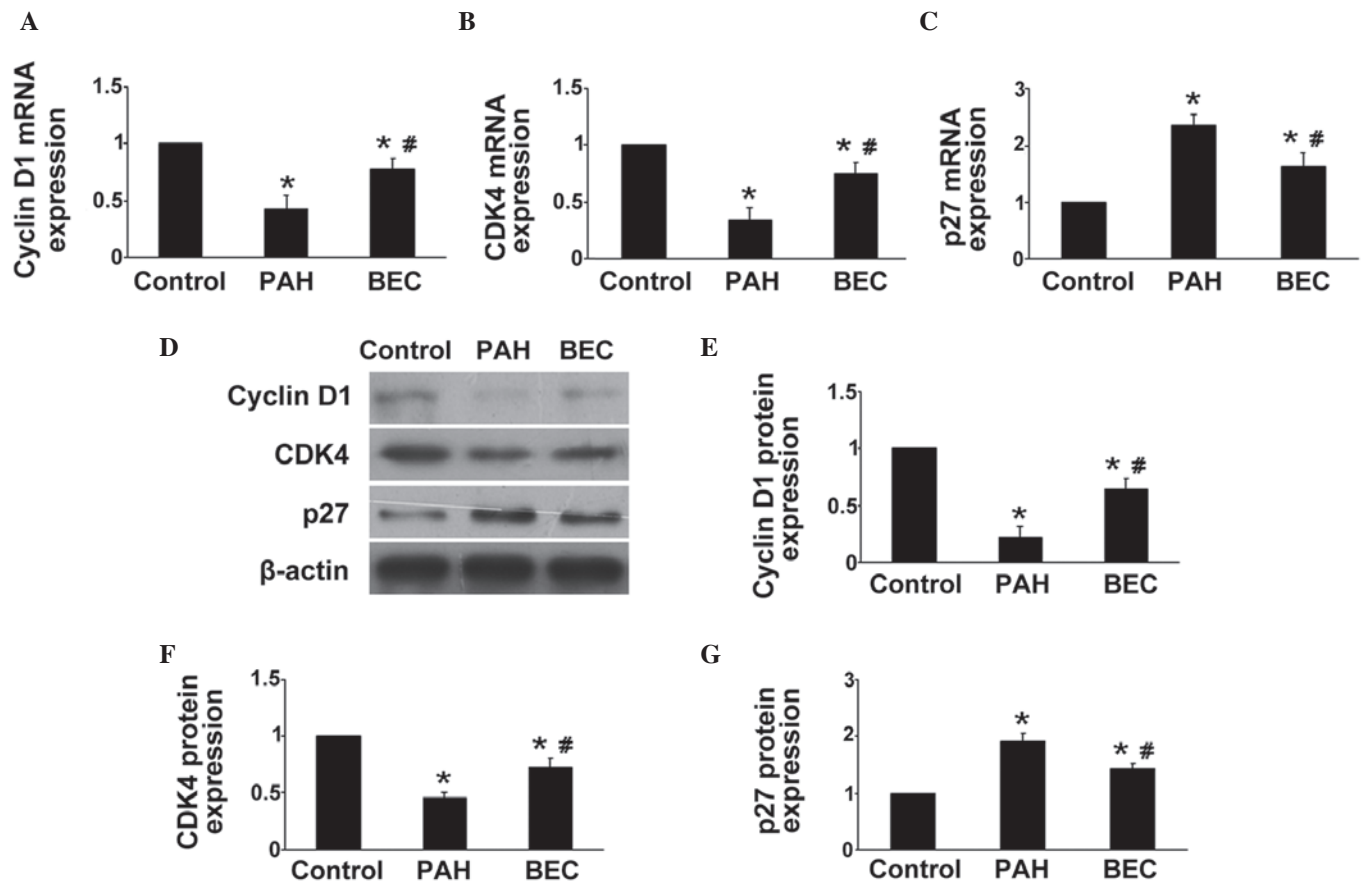 A
Cyclin D1 mRNA
expression
1.5
1
0.5
0
*
* #
Control PAH BEC
B
CDK4 mRNA
expression
1.5
1
0.5
0
*
* #
Control PAH BEC
C
p27 mRNA
expression
3
2
1
0
*
* #
Control PAH BEC
D
Control PAH BEC
Cyclin D1
CDK4
p27
β-actin
E
Cyclin D1 protein
expression
1.5
1
0.5
0
*
* #
Control PAH BEC
F
CDK4 protein
expression
1.5
1
0.5
0
*
* #
Control PAH BEC
G
p27 protein
expression
3
2
1
0
*
* #
Control PAH BEC